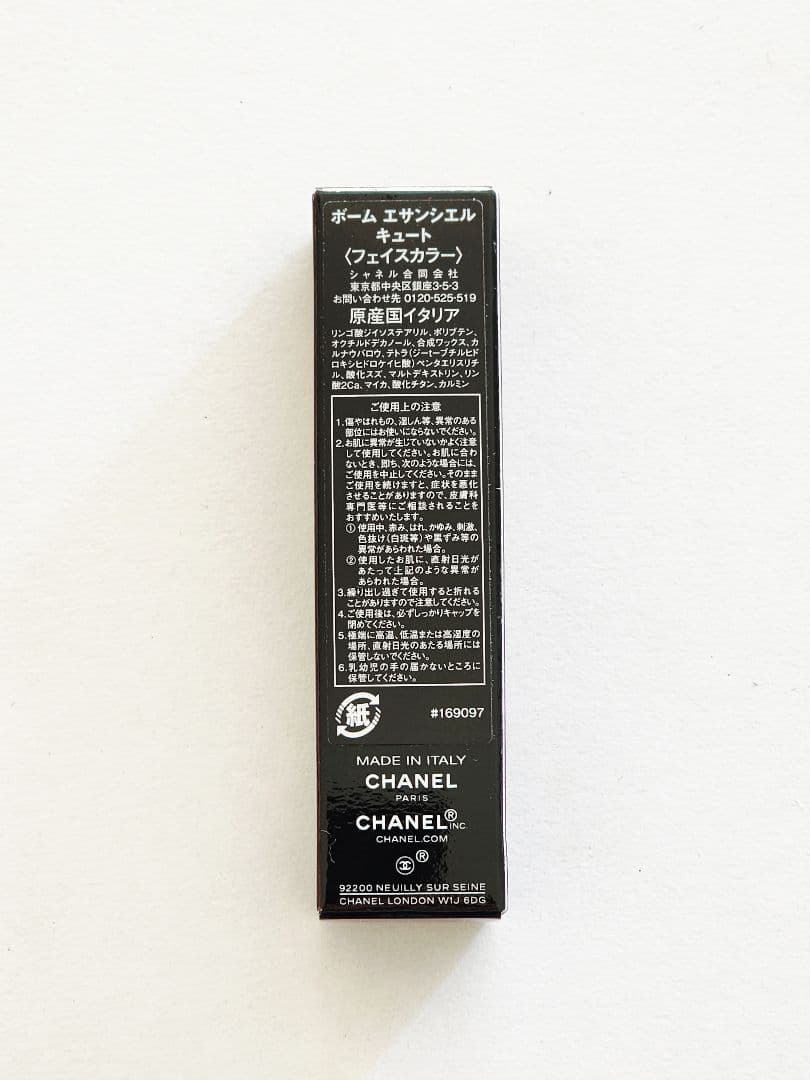 ボーム エサンシエル
キュート
〈フェイスカラー〉
シャネル合同会社
東京都中央区銀座3-5-3
お問い合わせ先 0120-525-519
原産国イタリア
リンゴ酸ジイソステアリル、ポリブテン、
オクチルドデカノール、合成ワックス、カ
ルナウバロウ、テトラ(ジーtーブチルヒド
ロキシヒドロケイヒ酸)ペンタエリスリチ
ル、酸化スズ、マルトデキストリン、リン
酸2Ca、マイカ、酸化チタン、カルミン
ご使用上の注意
1.傷やはれもの、湿しん等、異常のある
部位にはお使いにならないでください。
2.お肌に異常が生じていないかよく注意
して使用してください。お肌に合わ
ないとき、即ち、次のような場合には、
ご使用を中止してください。そのまま
ご使用を続けますと、症状を悪化
させることがありますので、皮膚科
専門医等にご相談されることを
おすすめいたします。
① 使用中、赤み、はれ、かゆみ、刺激、
色抜け(白斑等)や黒ずみ等の
異常があらわれた場合。
② 使用したお肌に、直射日光が
あたって上記のような異常が
あらわれた場合。
3.繰り出し過ぎて使用すると折れる
ことがありますので注意してください。
4.ご使用後は、必ずしっかりキャップを
閉めてください。
5.極端に高温、低温または高湿度の
場所、直射日光のあたる場所には
保管しないでください。
6.乳幼児の手の届かないところに
保管してください。
紙
#169097
MADE IN ITALY
CHANEL
PARIS
CHANEL® INC.
CHANEL.COM
®
92200 NEUILLY SUR SEINE
CHANEL LONDON W1J 6DG